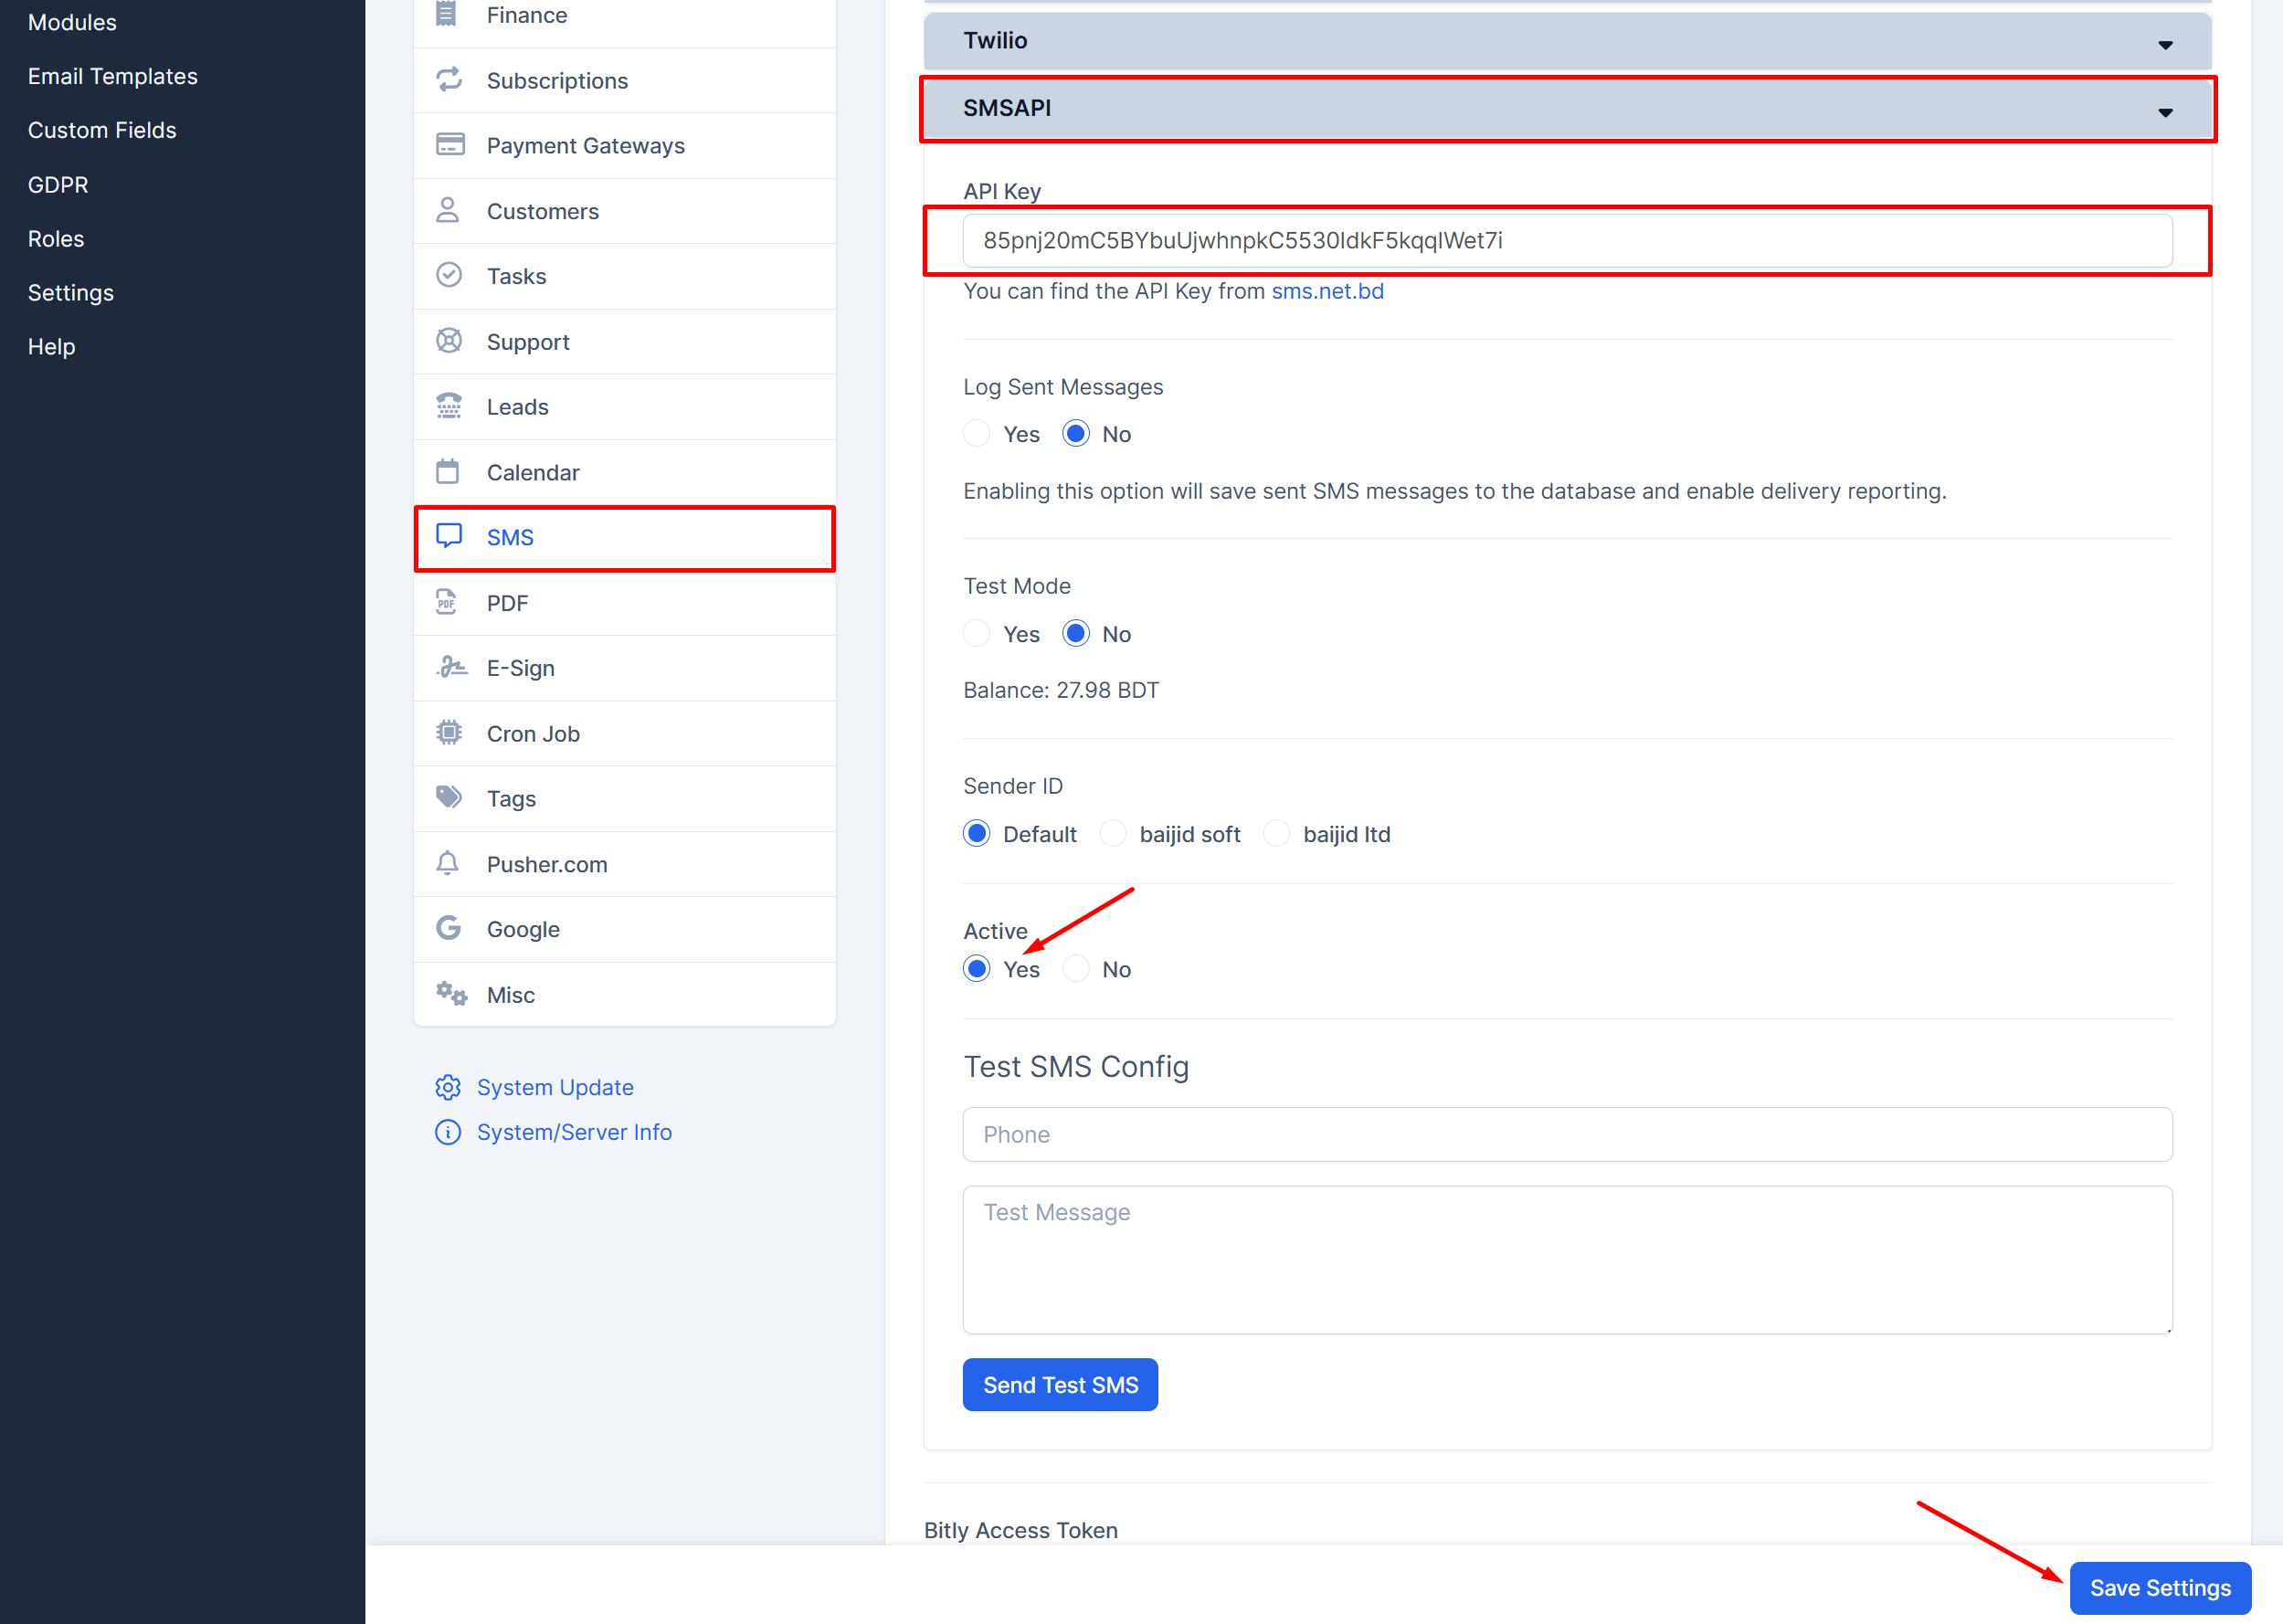 Modules
Email Templates
Custom Fields
GDPR
Roles
Settings
Help
Finance
Subscriptions
Payment Gateways
Customers
Tasks
Support
Leads
Calendar
SMS
PDF
E-Sign
Cron Job
Tags
Pusher.com
Google
Misc
System Update
System/Server Info
Twilio
SMSAPI
API Key
85pnj20mC5BYbuUjwhnpkC5530IdkF5kqqIWet7i
You can find the API Key from sms.net.bd
Log Sent Messages
Yes No
Enabling this option will save sent SMS messages to the database and enable delivery reporting.
Test Mode
Yes No
Balance: 27.98 BDT
Sender ID
Default baijid soft baijid ltd
Active
Yes No
Test SMS Config
Phone
Test Message
Send Test SMS
Bitly Access Token
Save Settings